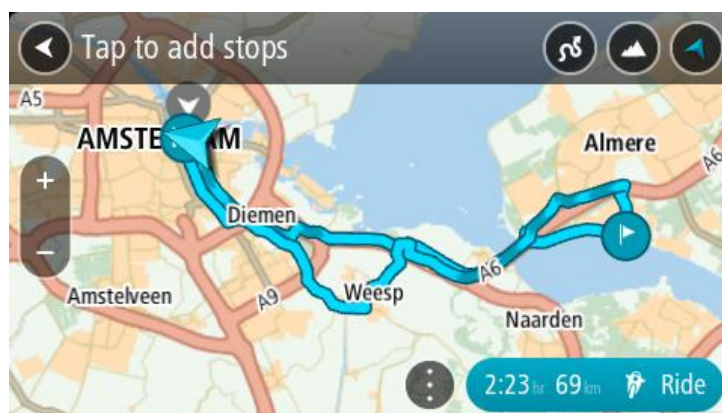 Tap to add stops
A5
AMSTE AM
Almere
A6
+
Diemen
−
A6
Amstelveen
A9
Weesp
Naarden
2:23 hr 69 km Ride